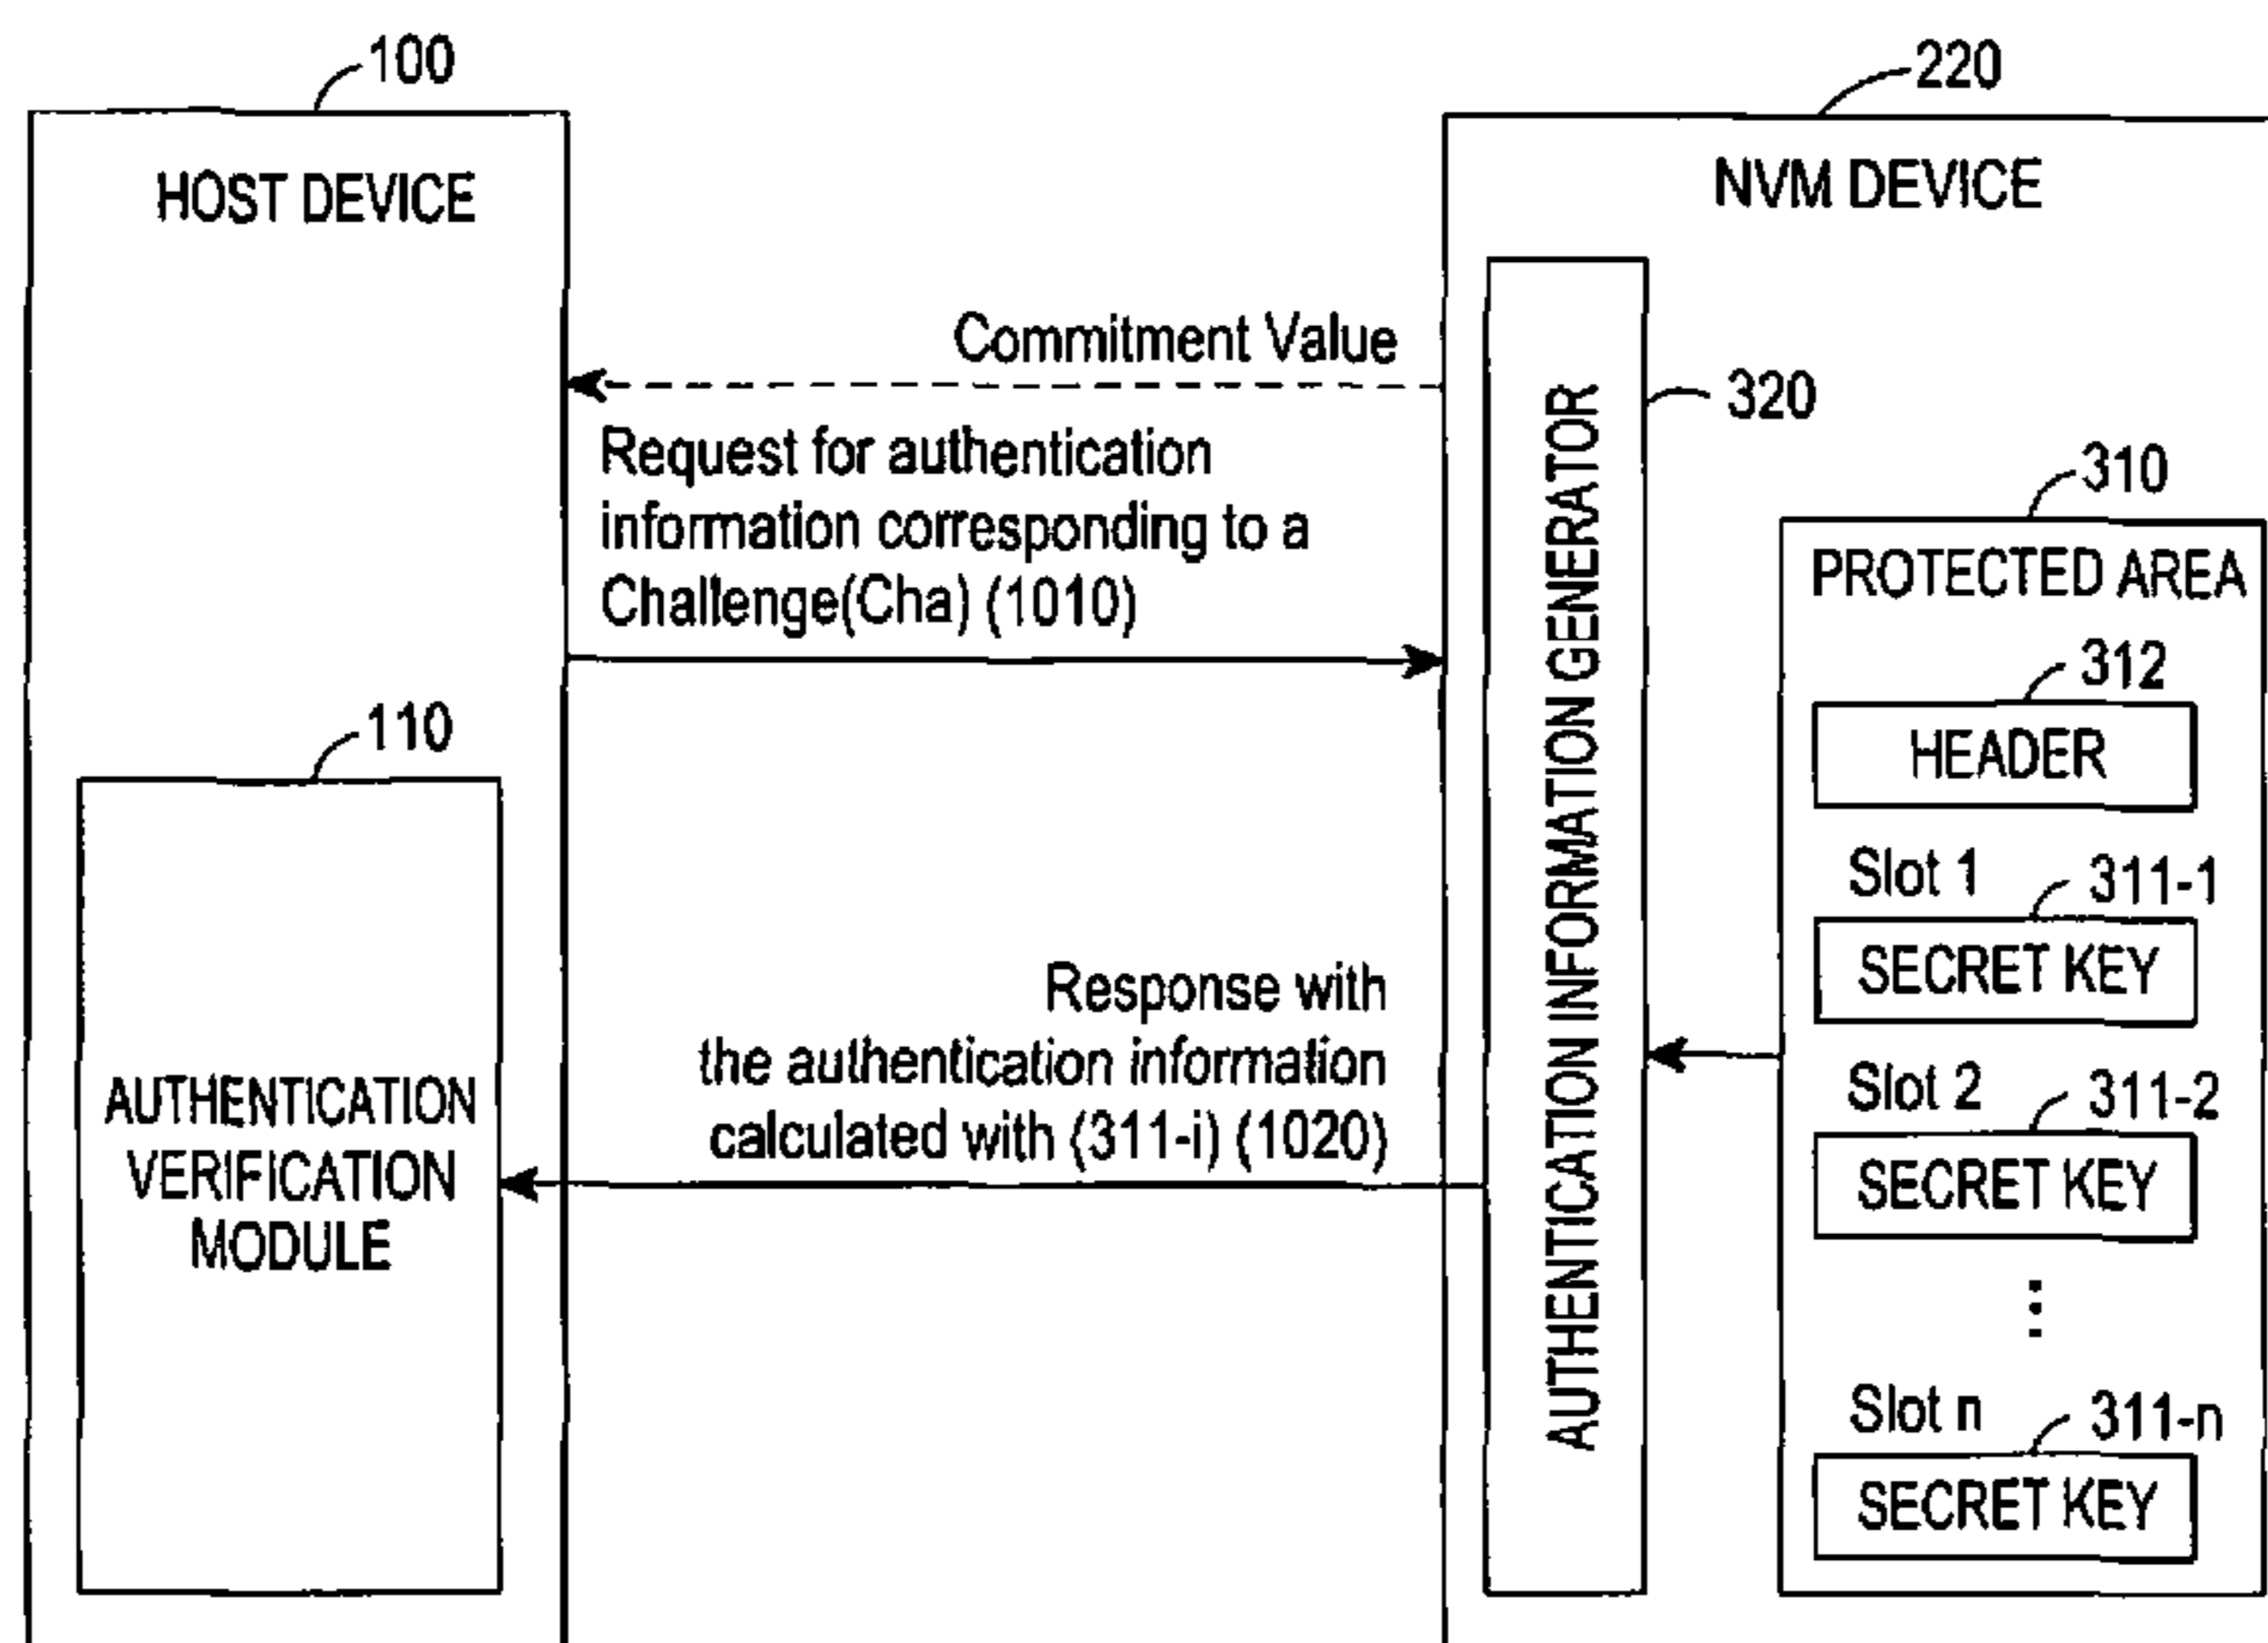 100
220
HOST DEVICE
NVM DEVICE
Commitment Value
320
Request for authentication
information corresponding to a
Challenge(Cha) (1010)
AUTHENTICATION INFORMATION GENERATOR
310
PROTECTED AREA
312
HEADER
110
Slot 1
311-1
SECRET KEY
AUTHENTICATION
VERIFICATION
MODULE
Response with
the authentication information
calculated with (311-i) (1020)
Slot 2
311-2
SECRET KEY
⋮
Slot n
311-n
SECRET KEY